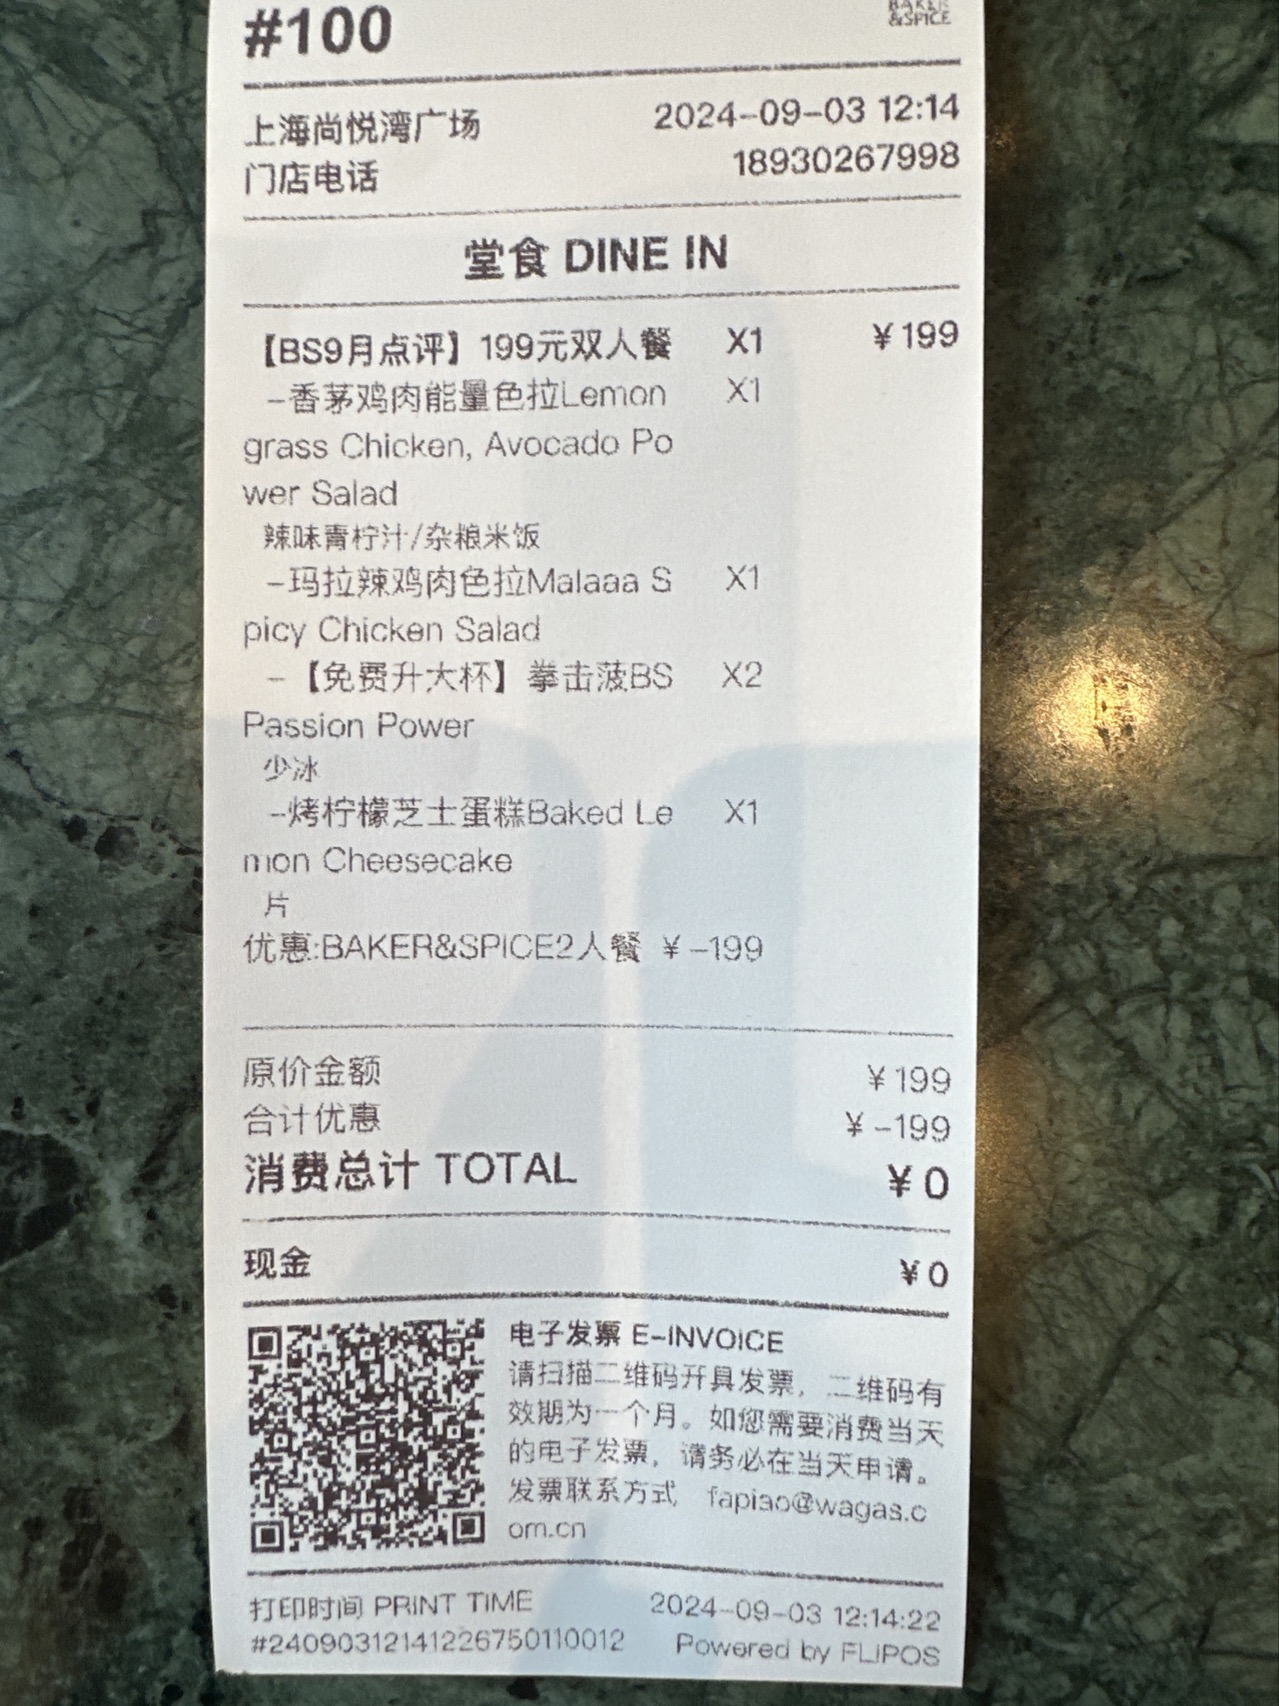 #100
BAKER
&SPICE
上海尚悦湾广场 2024-09-03 12:14
门店电话 18930267998
堂食 DINE IN
【BS9月点评】199元双人餐 X1 ¥199
-香茅鸡肉能量色拉Lemon X1
grass Chicken, Avocado Po
wer Salad
辣味青柠汁/杂粮米饭
-玛拉辣鸡肉色拉Malaaa S X1
picy Chicken Salad
-【免费升大杯】拳击菠BS X2
Passion Power
少冰
-烤柠檬芝士蛋糕Baked Le X1
mon Cheesecake
片
优惠:BAKER&SPICE2人餐 ¥-199
原价金额 ¥199
合计优惠 ¥-199
消费总计 TOTAL ¥0
现金 ¥0
电子发票 E-INVOICE
请扫描二维码开具发票，二维码有
效期为一个月。如您需要消费当天
的电子发票，请务必在当天申请。
发票联系方式 fapiao@wagas.c
om.cn
打印时间 PRINT TIME 2024-09-03 12:14:22
#24090312141226750110012 Powered by FLIPOS